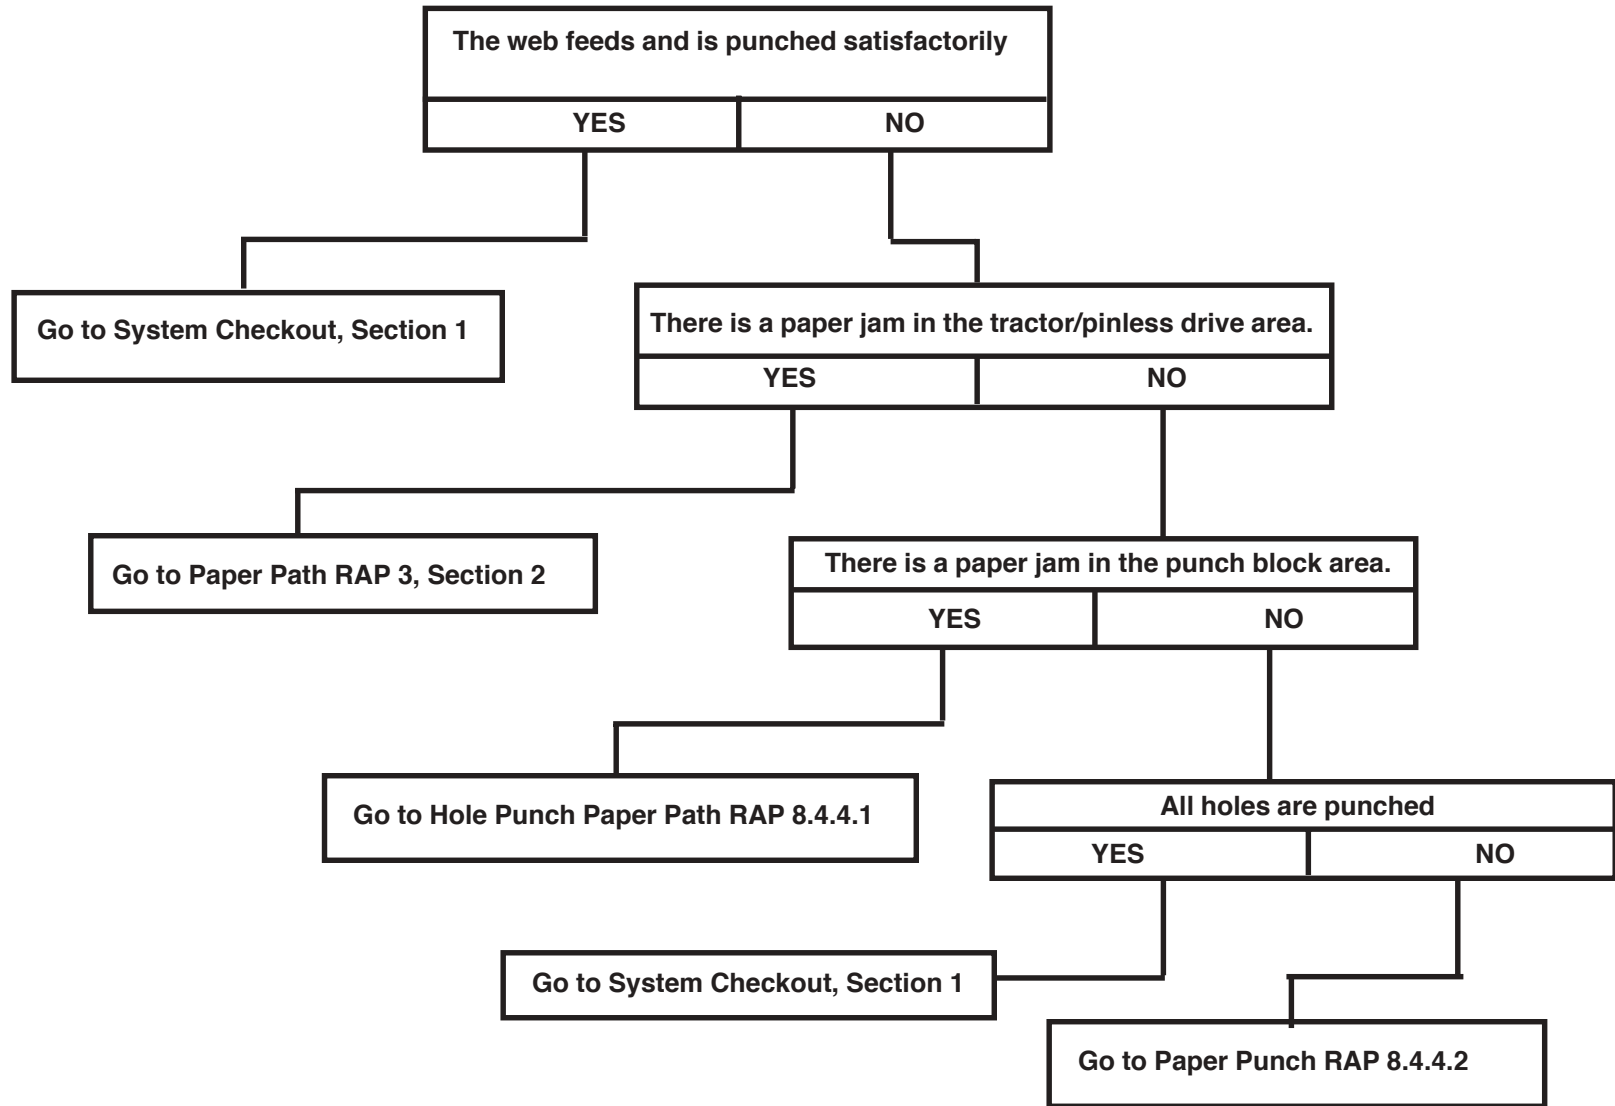 The web feeds and is punched satisfactorily
YES NO
Go to System Checkout, Section 1
There is a paper jam in the tractor/pinless drive area.
YES NO
Go to Paper Path RAP 3, Section 2
There is a paper jam in the punch block area.
YES NO
Go to Hole Punch Paper Path RAP 8.4.4.1
All holes are punched
YES NO
Go to System Checkout, Section 1
Go to Paper Punch RAP 8.4.4.2